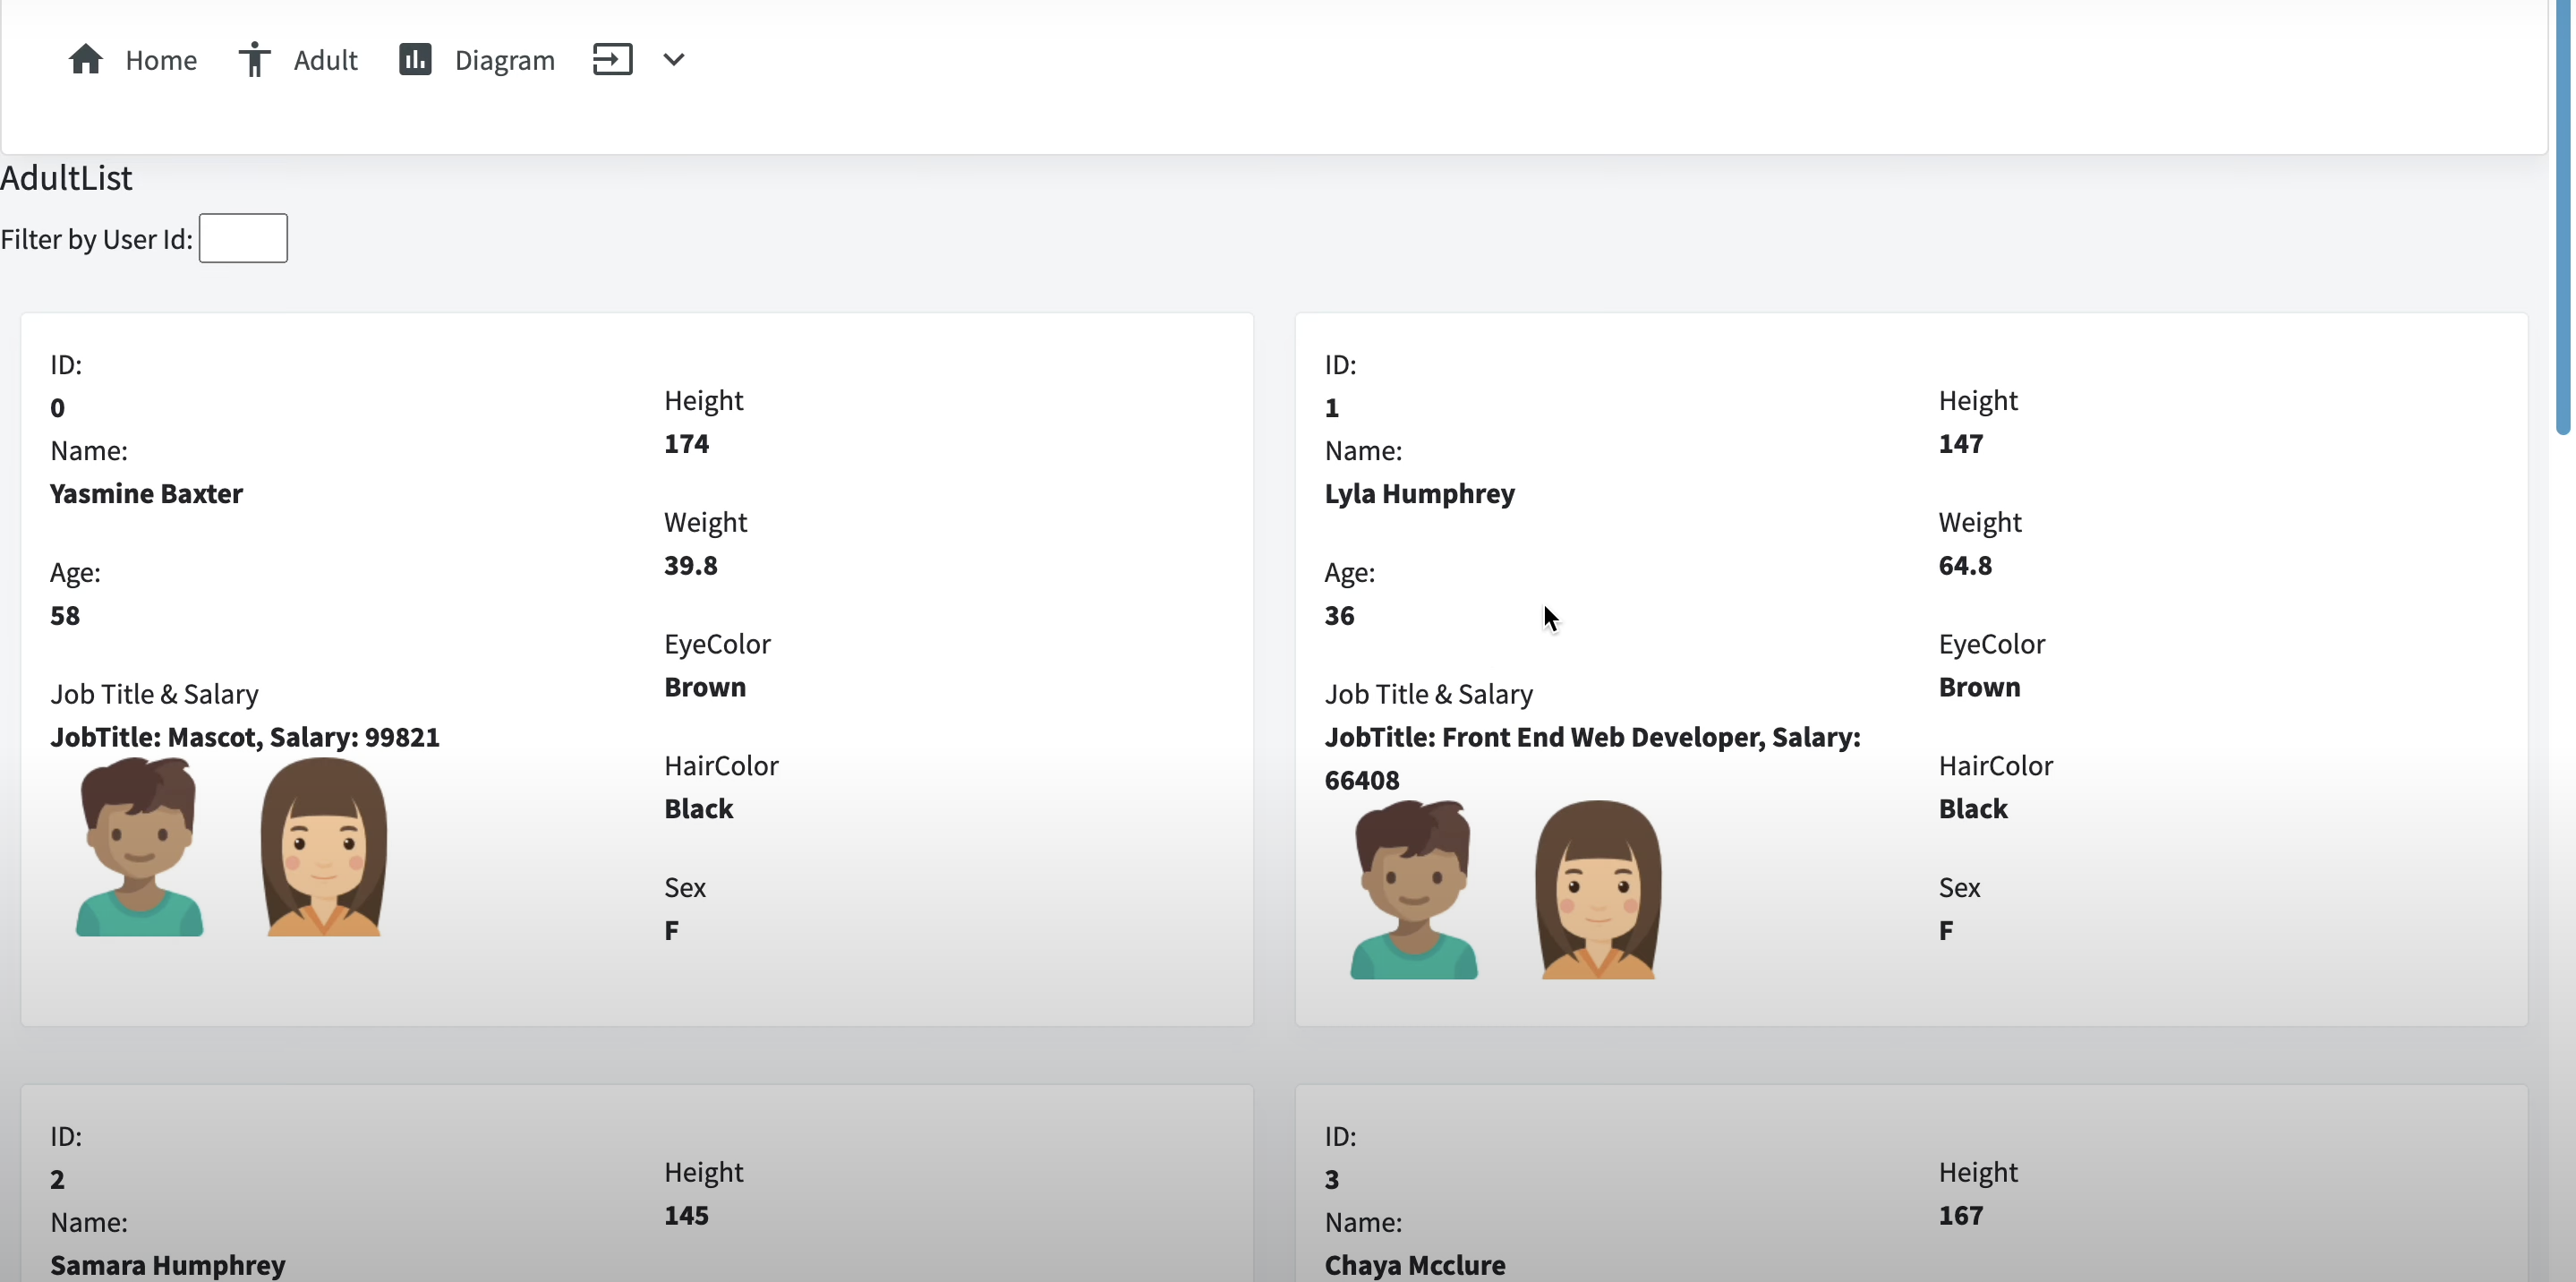 Home Adult Diagram
AdultList
Filter by User Id:
ID:
0
Name:
Yasmine Baxter
Age:
58
Job Title & Salary
JobTitle: Mascot, Salary: 99821
Height
174
Weight
39.8
EyeColor
Brown
HairColor
Black
Sex
F
ID:
1
Name:
Lyla Humphrey
Age:
36
Job Title & Salary
JobTitle: Front End Web Developer, Salary:
66408
Height
147
Weight
64.8
EyeColor
Brown
HairColor
Black
Sex
F
ID:
2
Name:
Samara Humphrey
Height
145
ID:
3
Name:
Chaya Mcclure
Height
167